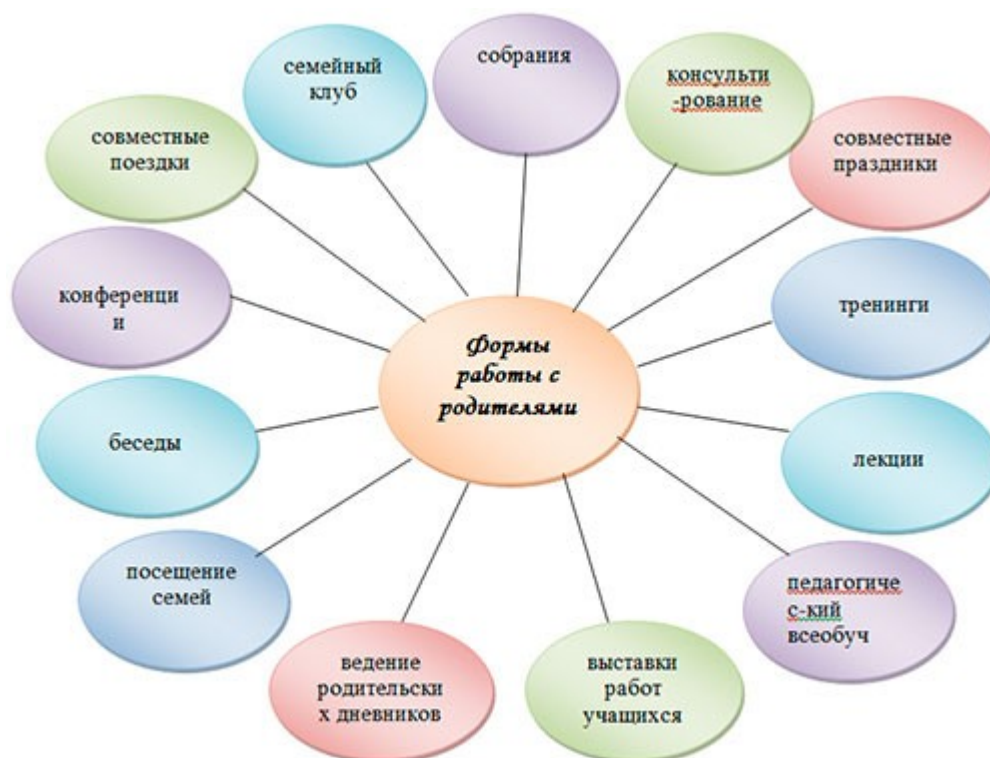 семейный
клуб
собрания
консульти
-рование
совместные
праздники
совместные
поездки
тренинги
конференци
и
Формы
работы с
родителями
беседы
лекции
посещение
семей
педагогиче
с-кий
всеобуч
ведение
родительски
х дневников
выставки
работ
учащихся